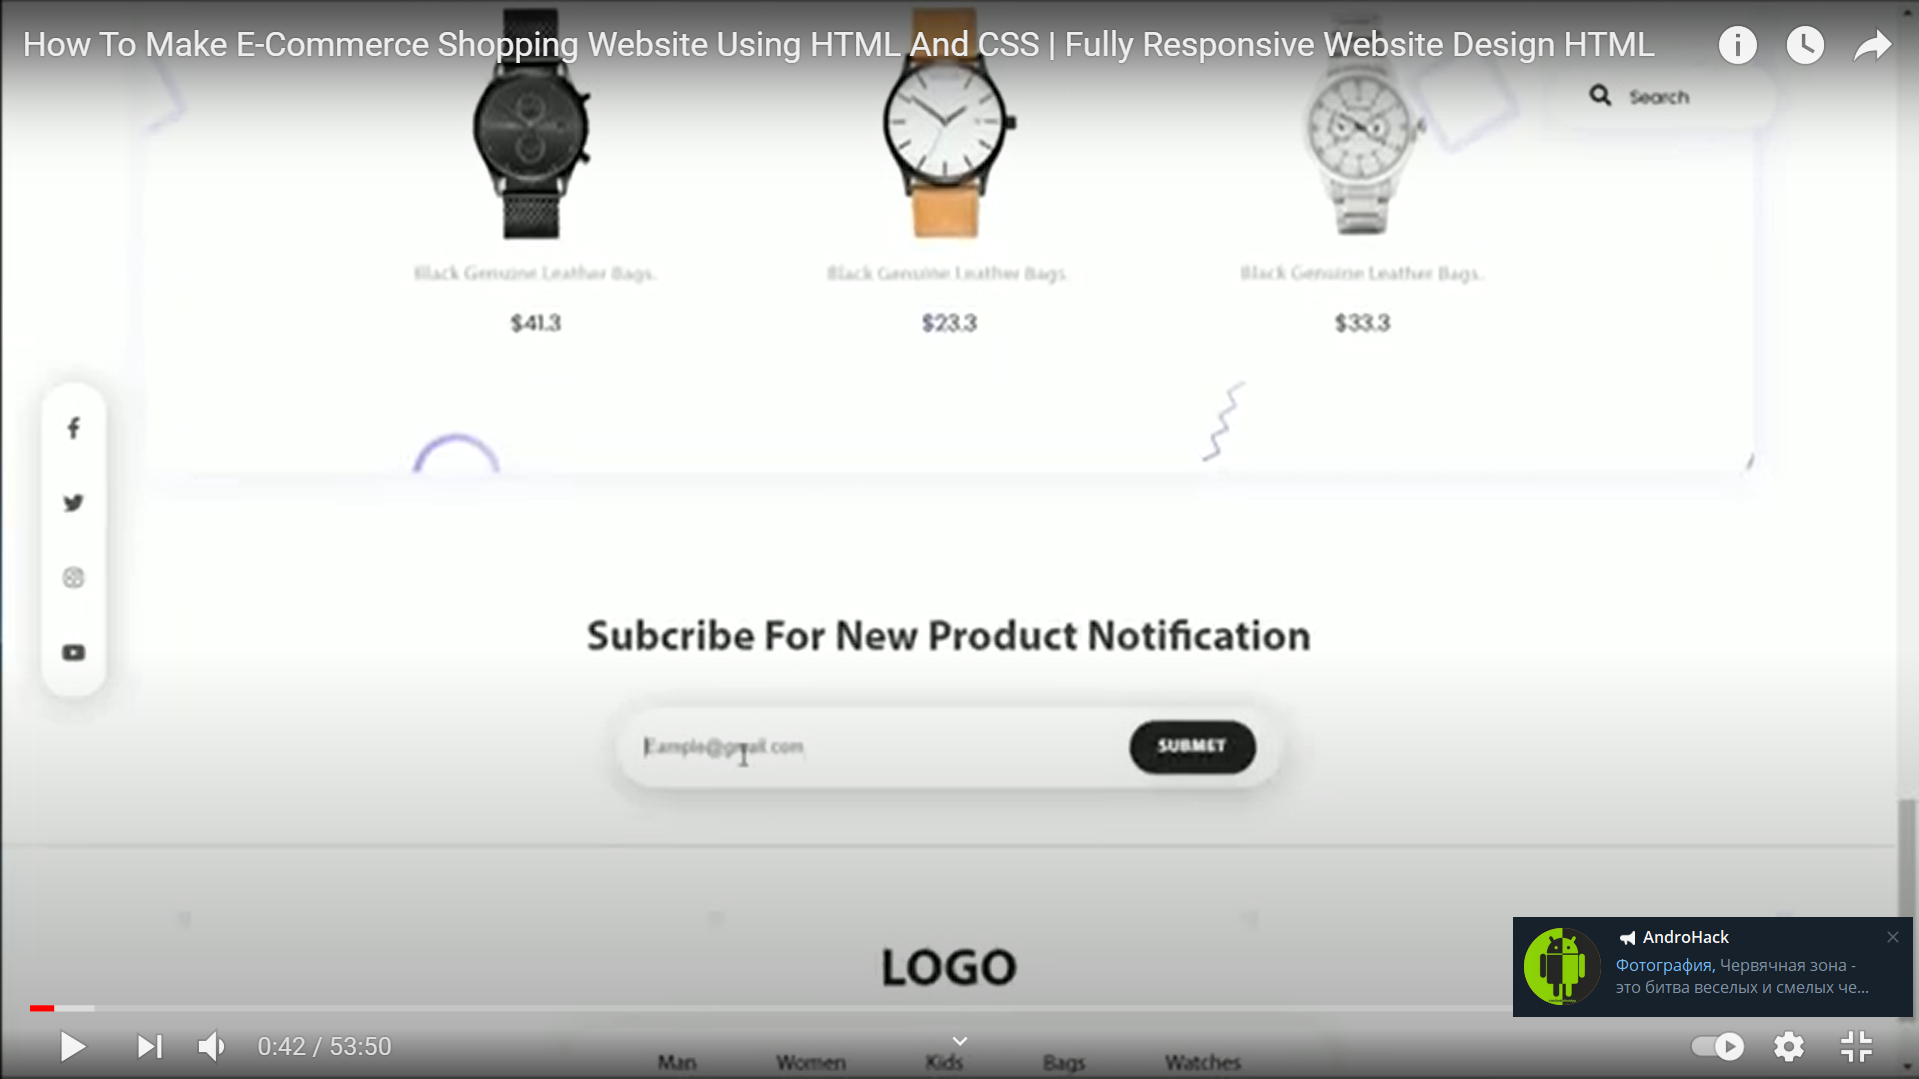 How To Make E-Commerce Shopping Website Using HTML And CSS | Fully Responsive Website Design HTML
Search
Black Genuine Leather Bags.
Black Genuine Leather Bags.
Black Genuine Leather Bags.
$41.3
$23.3
$33.3
Subcribe For New Product Notification
Eample@gmail.com
SUBMET
LOGO
AndroHack
Фотография, Червячная зона -
это битва веселых и смелых че...
0:42 / 53:50
Man Women Kids Bags Watches